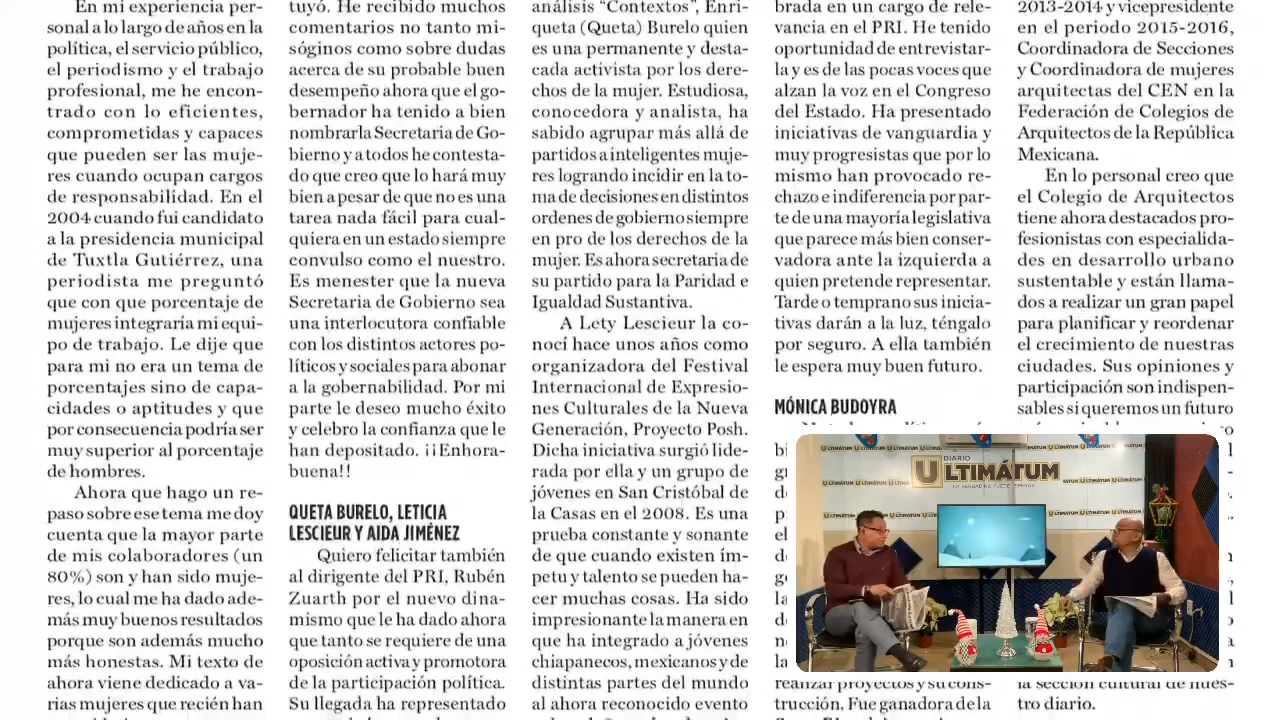 En mi experiencia per-
sonal a lo largo de años en la
política, el servicio público,
el periodismo y el trabajo
profesional, me he encon-
trado con lo eficientes,
comprometidas y capaces
que pueden ser las muje-
res cuando ocupan cargos
de responsabilidad. En el
2004 cuando fui candidato
a la presidencia municipal
de Tuxtla Gutiérrez, una
periodista me preguntó
que con que porcentaje de
mujeres integraría mi equi-
po de trabajo. Le dije que
para mi no era un tema de
porcentajes sino de capa-
cidades o aptitudes y que
por consecuencia podría ser
muy superior al porcentaje
de hombres.
Ahora que hago un re-
paso sobre ese tema me doy
cuenta que la mayor parte
de mis colaboradores (un
80%) son y han sido muje-
res, lo cual me ha dado ade-
más muy buenos resultados
porque son además mucho
más honestas. Mi texto de
ahora viene dedicado a va-
rias mujeres que recién han
tuyó. He recibido muchos
comentarios no tanto mi-
sóginos como sobre dudas
acerca de su probable buen
desempeño ahora que el go-
bernador ha tenido a bien
nombrarla Secretaria de Go-
bierno y a todos he contesta-
do que creo que lo hará muy
bien a pesar de que no es una
tarea nada fácil para cual-
quiera en un estado siempre
convulso como el nuestro.
Es menester que la nueva
Secretaria de Gobierno sea
una interlocutora confiable
con los distintos actores po-
líticos y sociales para abonar
a la gobernabilidad. Por mi
parte le deseo mucho éxito
y celebro la confianza que le
han depositado. ¡¡Enhora-
buena!!
QUETA BURELO, LETICIA
LESCIEUR Y AIDA JIMÉNEZ
Quiero felicitar también
al dirigente del PRI, Rubén
Zuarth por el nuevo dina-
mismo que le ha dado ahora
que tanto se requiere de una
oposición activa y promotora
de la participación política.
Su llegada ha representado
análisis “Contextos”, Enri-
queta (Queta) Burelo quien
es una permanente y desta-
cada activista por los dere-
chos de la mujer. Estudiosa,
conocedora y analista, ha
sabido agrupar más allá de
partidos a inteligentes muje-
res logrando incidir en la to-
ma de decisiones en distintos
ordenes de gobierno siempre
en pro de los derechos de la
mujer. Es ahora secretaria de
su partido para la Paridad e
Igualdad Sustantiva.
A Lety Lescieur la co-
nocí hace unos años como
organizadora del Festival
Internacional de Expresio-
nes Culturales de la Nueva
Generación, Proyecto Posh.
Dicha iniciativa surgió lide-
rada por ella y un grupo de
jóvenes en San Cristóbal de
la Casas en el 2008. Es una
prueba constante y sonante
de que cuando existen ím-
petu y talento se pueden ha-
cer muchas cosas. Ha sido
impresionante la manera en
que ha integrado a jóvenes
chiapanecos, mexicanos y de
distintas partes del mundo
al ahora reconocido evento
brada en un cargo de rele-
vancia en el PRI. He tenido
oportunidad de entrevistar-
la y es de las pocas voces que
alzan la voz en el Congreso
del Estado. Ha presentado
iniciativas de vanguardia y
muy progresistas que por lo
mismo han provocado re-
chazo e indiferencia por par-
te de una mayoría legislativa
que parece más bien conser-
vadora ante la izquierda a
quien pretende representar.
Tarde o temprano sus inicia-
tivas darán a la luz, téngalo
por seguro. A ella también
le espera muy buen futuro.
MÓNICA BUDOYRA
realizar proyectos y su cons-
trucción, Fue ganadora de la
2013-2014 y vicepresidente
en el periodo 2015-2016,
Coordinadora de Secciones
y Coordinadora de mujeres
arquitectas del CEN en la
Federación de Colegios de
Arquitectos de la República
Mexicana.
En lo personal creo que
el Colegio de Arquitectos
tiene ahora destacados pro-
fesionistas con especialida-
des en desarrollo urbano
sustentable y están llama-
dos a realizar un gran papel
para planificar y reordenar
el crecimiento de nuestras
ciudades. Sus opiniones y
participación son indispen-
sables si queremos un futuro
la sección cultural de nues-
tro diario.
DIARIO
ULTIMÁTUM